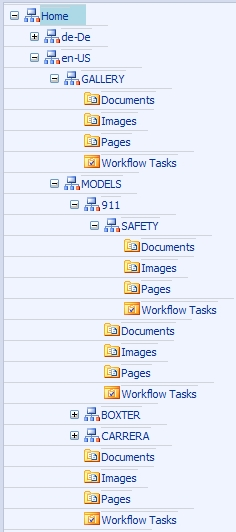 Home
de-De
en-US
GALLERY
Documents
Images
Pages
Workflow Tasks
MODELS
911
SAFETY
Documents
Images
Pages
Workflow Tasks
Documents
Images
Pages
Workflow Tasks
BOXTER
CARRERA
Documents
Images
Pages
Workflow Tasks